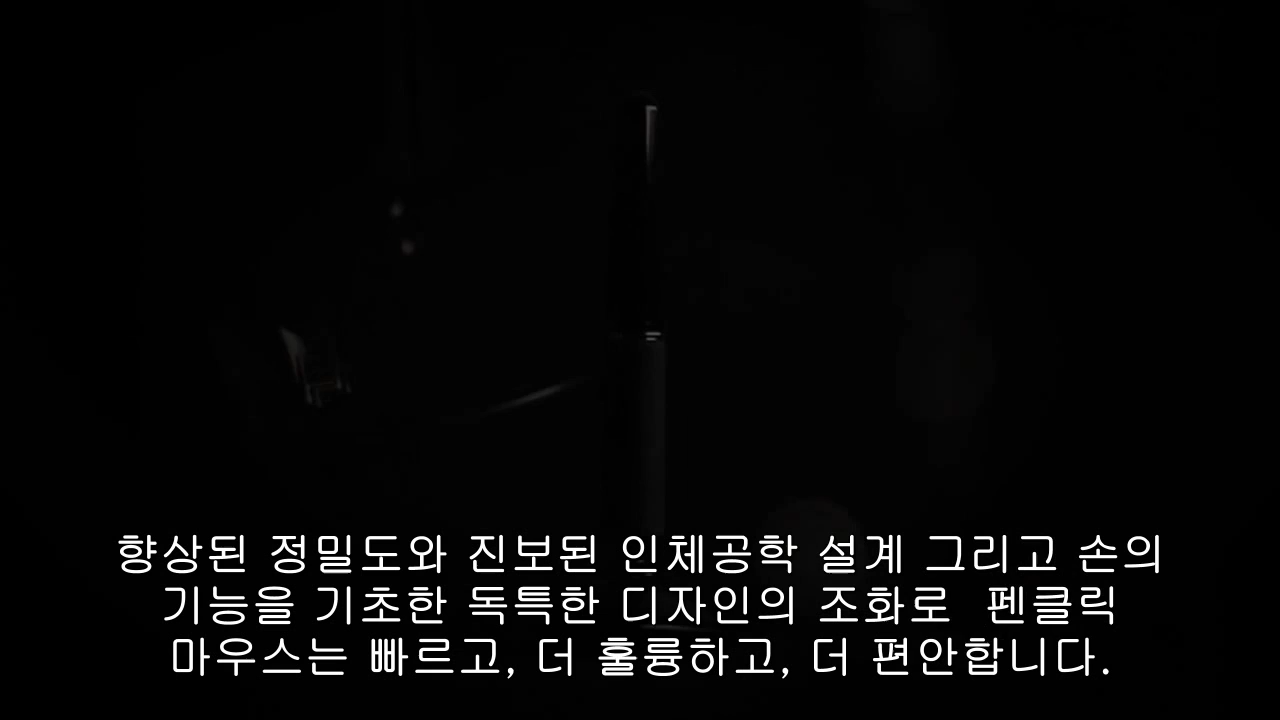 향상된 정밀도와 진보된 인체공학 설계 그리고 손의
기능을 기초한 독특한 디자인의 조화로  펜클릭
마우스는 빠르고, 더 훌륭하고, 더 편안합니다.